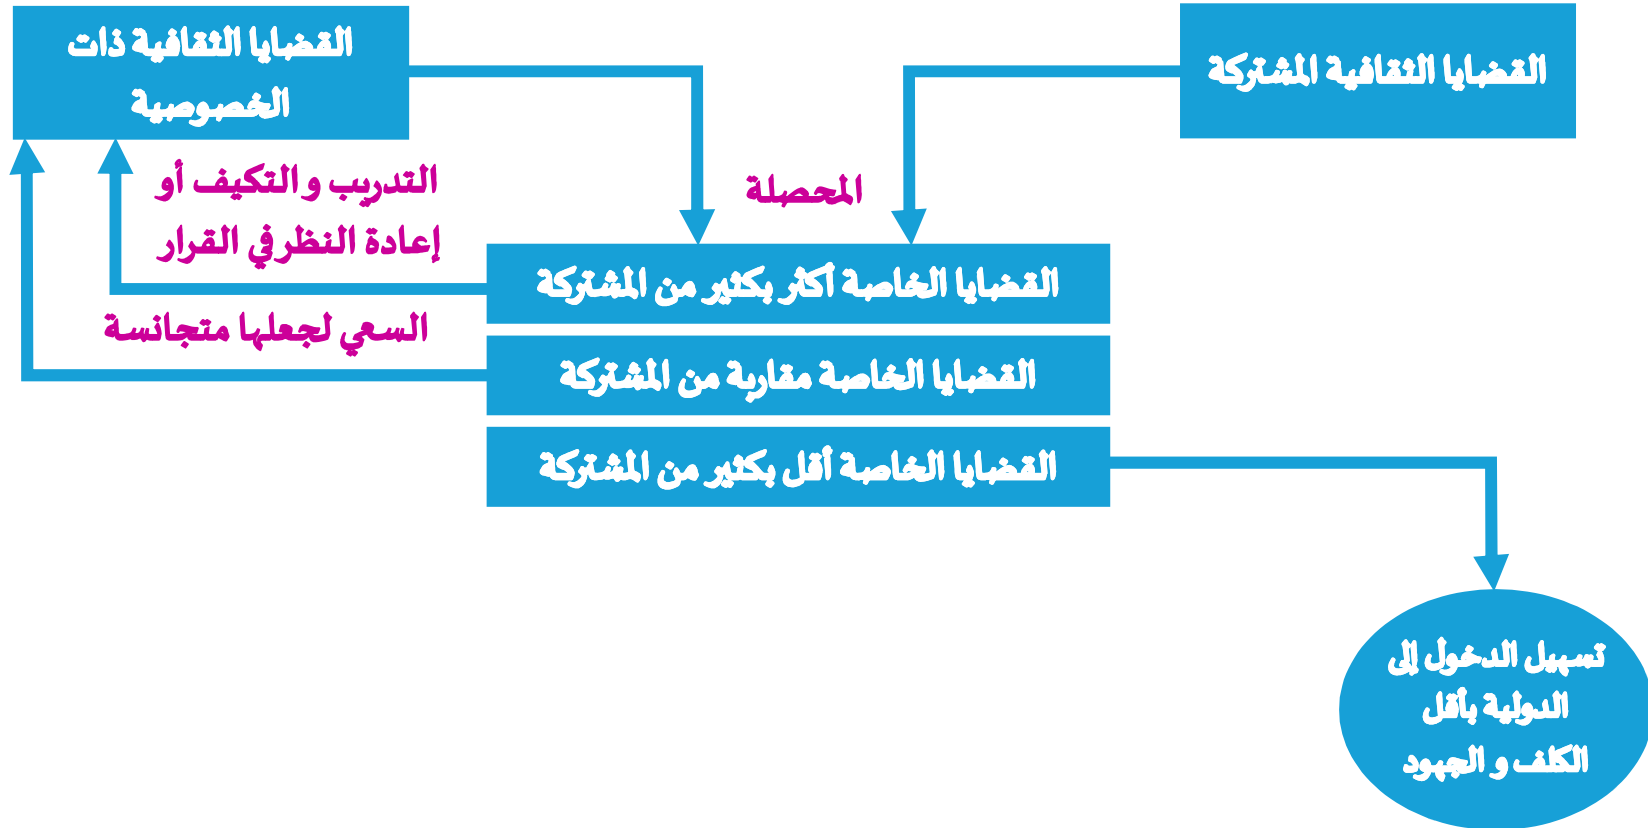 القضايا الثقافية المشتركة
القضايا الثقافية ذات
الخصوصية
المحصلة
التدريب و التكيف أو
إعادة النظر في القرار
السعي لجعلها متجانسة
القضايا الخاصة أكثر بكثير من المشتركة
القضايا الخاصة مقاربة من المشتركة
القضايا الخاصة أقل بكثير من المشتركة
تسهيل الدخول إلى
الدولية بأقل
الكلف و الجهود